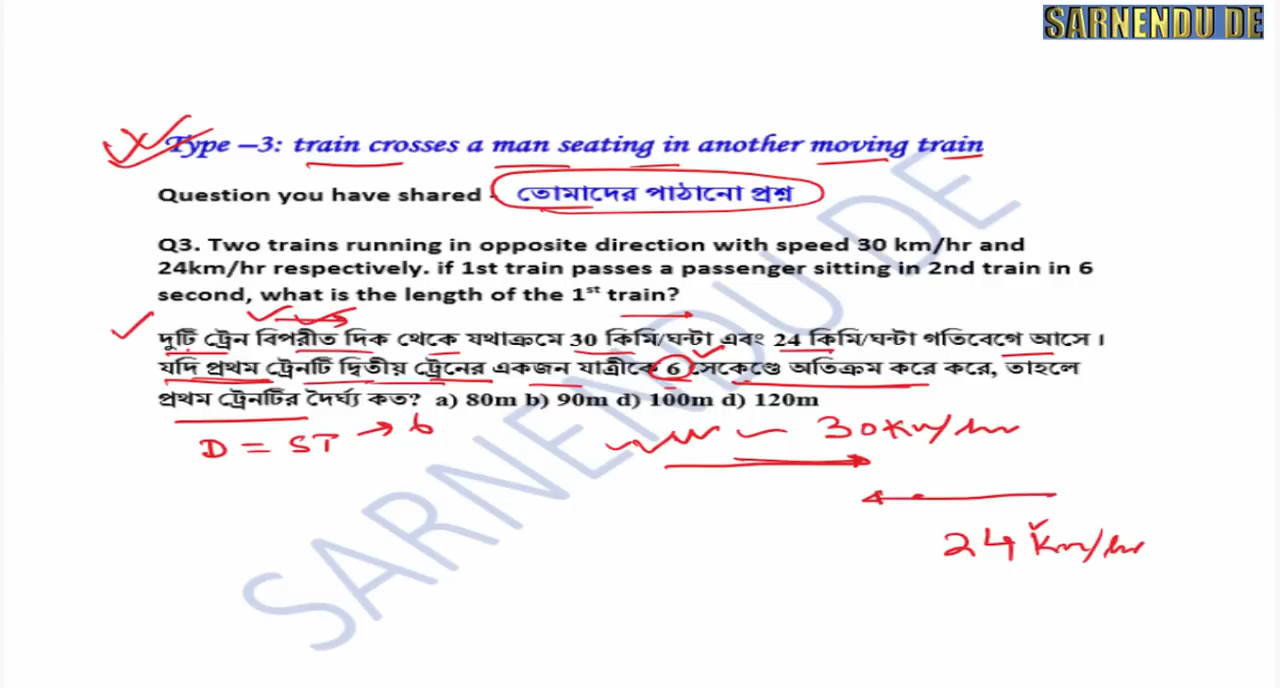 SARNENDU DE
Type –3: train crosses a man seating in another moving train
Question you have shared - তোমাদের পাঠানো প্রশ্ন
Q3. Two trains running in opposite direction with speed 30 km/hr and
24km/hr respectively. if 1st train passes a passenger sitting in 2nd train in 6
second, what is the length of the 1st train?
দুটি ট্রেন বিপরীত দিক থেকে যথাক্রমে 30 কিমি/ঘন্টা এবং 24 কিমি/ঘন্টা গতিবেগে আসে ।
যদি প্রথম ট্রেনটি দ্বিতীয় ট্রেনের একজন যাত্রীকে 6 সেকেণ্ডে অতিক্রম করে করে, তাহলে
প্রথম ট্রেনটির দৈর্ঘ্য কত? a) 80m b) 90m d) 100m d) 120m
D = ST → 6
30km/hr
24 km/hr
SARNENDU DE